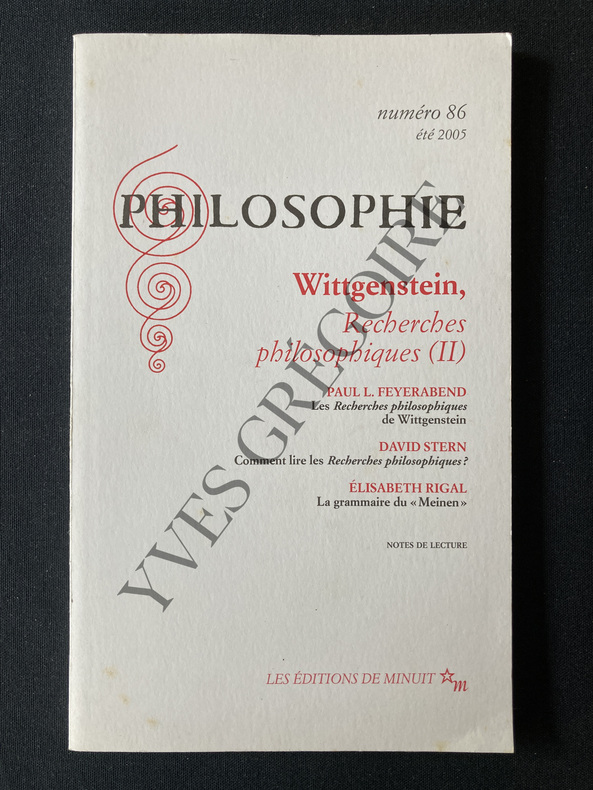 numéro 86
été 2005
PHILOSOPHIE
Wittgenstein,
Recherches
philosophiques (II)
PAUL L. FEYERABEND
Les Recherches philosophiques
de Wittgenstein
DAVID STERN
Comment lire les Recherches philosophiques ?
ÉLISABETH RIGAL
La grammaire du « Meinen »
NOTES DE LECTURE
LES ÉDITIONS DE MINUIT
m
YVES GRÉGOIRE